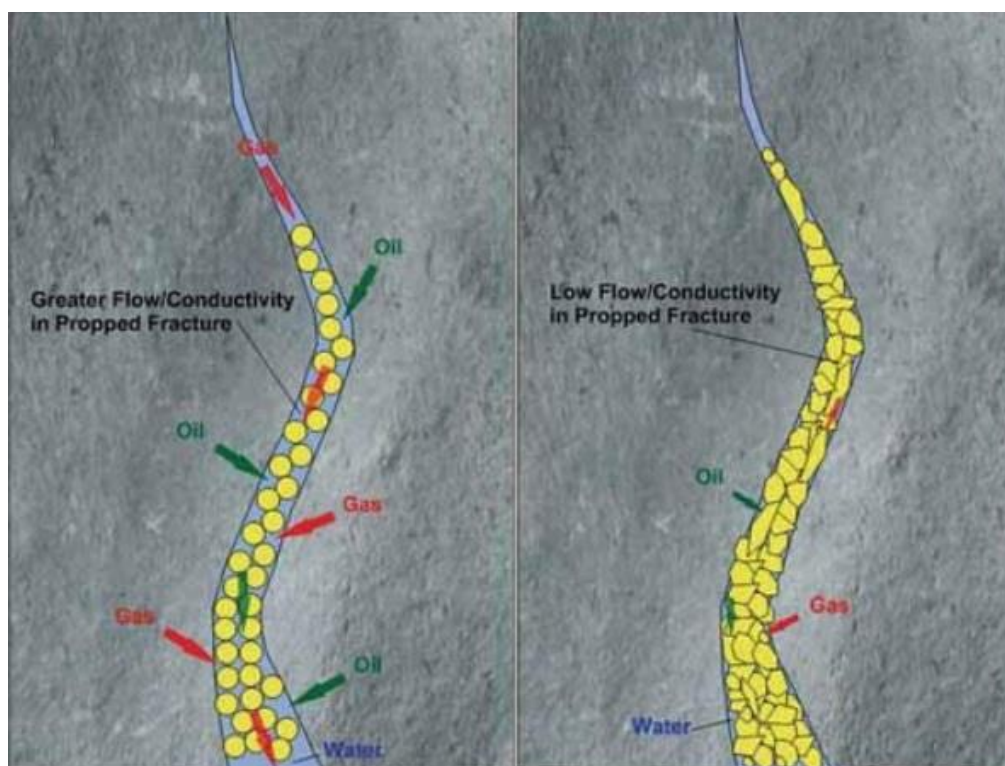 Gas
Oil
Greater Flow/Conductivity
in Propped Fracture
Oil
Gas
Gas
Oil
Water
Low Flow/Conductivity
in Propped Fracture
Oil
Gas
Water